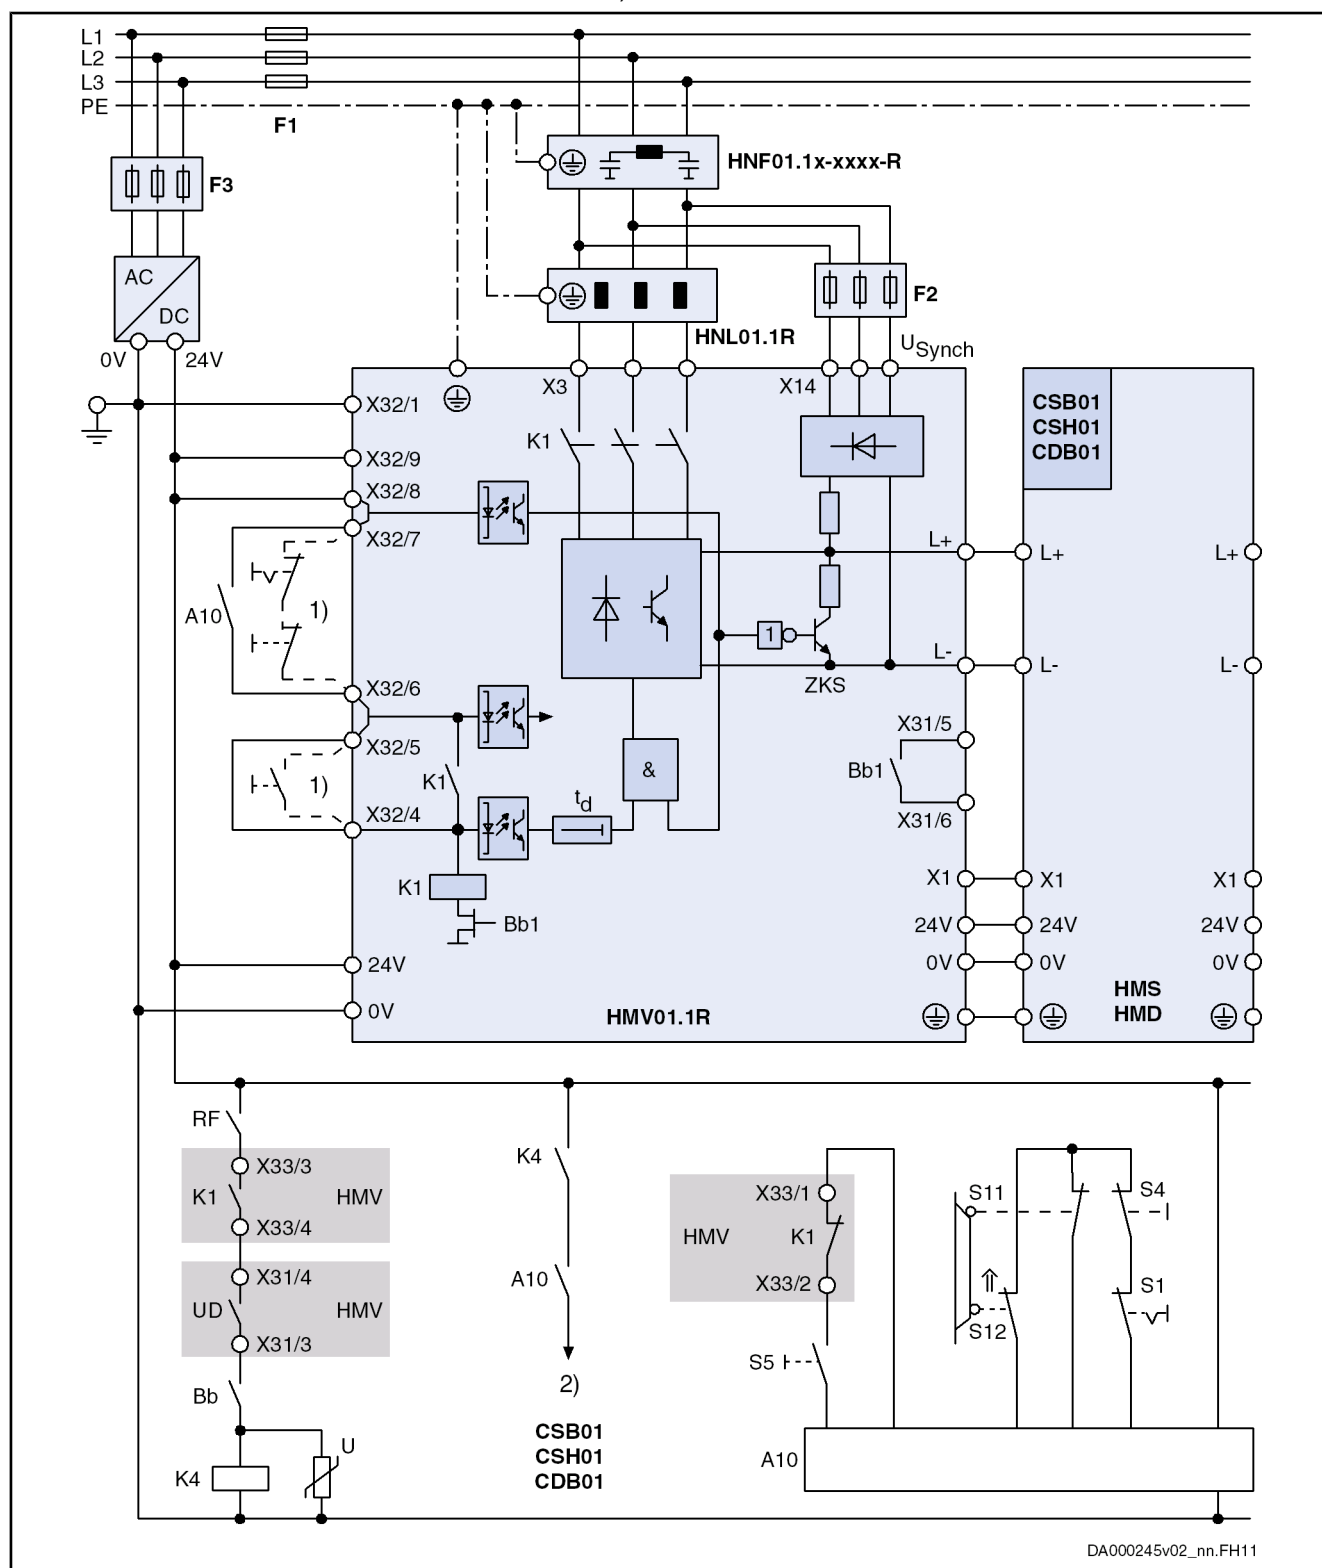 L1
L2
L3
PE
F1
F3
HNF01.1x-xxxx-R
AC
DC
0V
24V
F2
HNL01.1R
USynch
X3
X14
X32/1
X32/9
X32/8
X32/7
K1
CSB01
CSH01
CDB01
A10
1)
L+
L+
L+
1
L-
L-
L-
ZKS
X32/6
X32/5
X31/5
Bb1
X31/6
K1
&
td
1)
X32/4
K1
Bb1
X1
X1
X1
24V
24V
24V
24V
0V
0V
0V
0V
HMV01.1R
HMS
HMD
RF
X33/3
K1
HMV
X33/4
X31/4
UD
HMV
X31/3
Bb
U
K4
K4
A10
2)
CSB01
CSH01
CDB01
X33/1
HMV
K1
X33/2
S5
S11
S4
S12
S1
A10
DA000245v02_nn.FH11